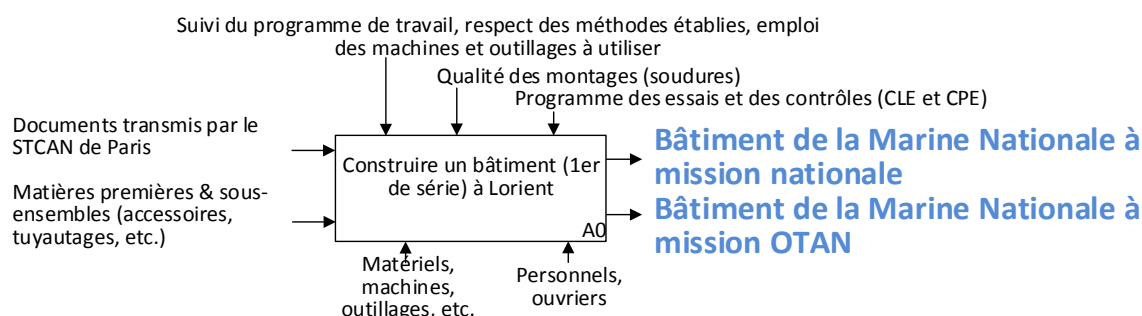 Suivi du programme de travail, respect des méthodes établies, emploi
des machines et outillages à utiliser
Qualité des montages (soudures)
Programme des essais et des contrôles (CLE et CPE)
Documents transmis par le
STCAN de Paris
Matières premières & sous-
ensembles (accessoires,
tuyautages, etc.)
Construire un bâtiment (1er
de série) à Lorient
A0
Bâtiment de la Marine Nationale à
mission nationale
Bâtiment de la Marine Nationale à
mission OTAN
Matériels,
machines,
outillages, etc.
Personnels,
ouvriers